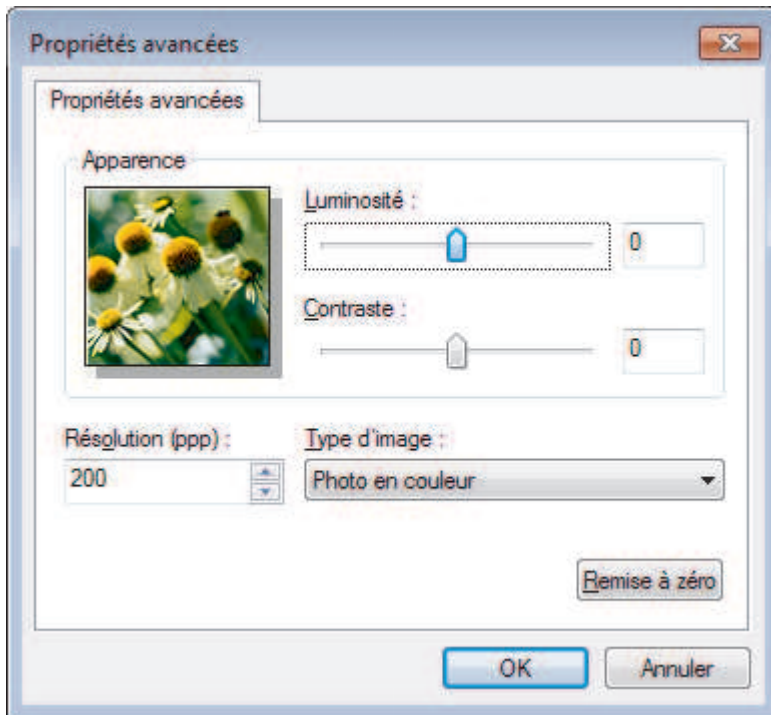 Propriétés avancées
Propriétés avancées
Apparence
Luminosité :
0
Contraste :
0
Résolution (ppp) :
Type d'image :
200
Photo en couleur
Remise à zéro
OK
Annuler